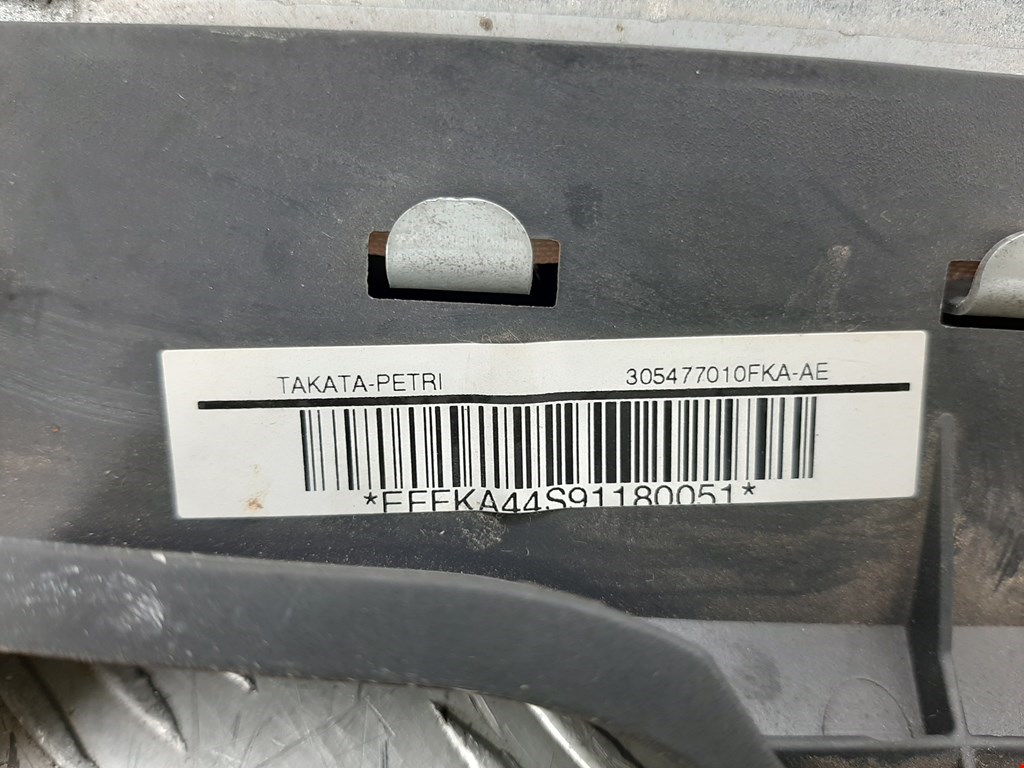 TAKATA-PETRI 305477010FKA-AE
*EFFKA44S91180051*